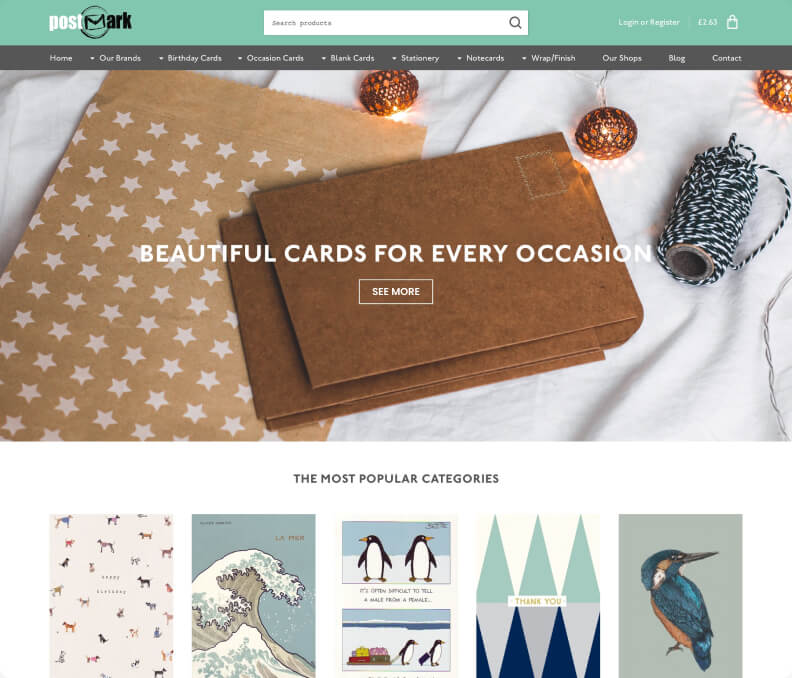 postmark
Search products
Login or Register
£2.63
Home
Our Brands
Birthday Cards
Occasion Cards
Blank Cards
Stationery
Notecards
Wrap/Finish
Our Shops
Blog
Contact
BEAUTIFUL CARDS FOR EVERY OCCASION
SEE MORE
THE MOST POPULAR CATEGORIES
happy
birthday
LA MER
IT'S OFTEN DIFFICULT TO TELL
A MALE FROM A FEMALE...
THANK YOU